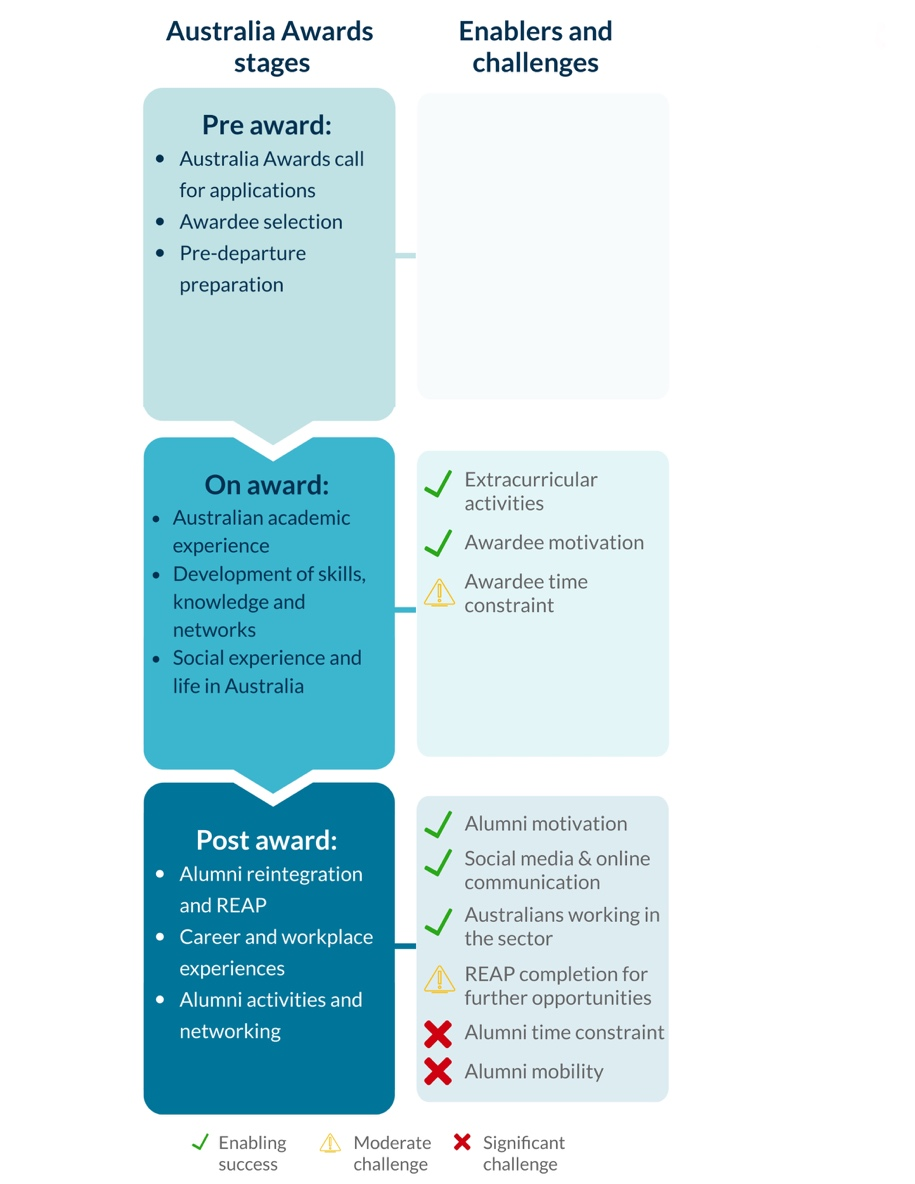 Australia Awards
stages
Enablers and
challenges
Pre award:
Australia Awards call
for applications
Awardee selection
Pre-departure
preparation
On award:
Australian academic
experience
Development of skills,
knowledge and
networks
Social experience and
life in Australia
Extracurricular
activities
Awardee motivation
Awardee time
constraint
Post award:
Alumni reintegration
and REAP
Career and workplace
experiences
Alumni activities and
networking
Alumni motivation
Social media & online
communication
Australians working in
the sector
REAP completion for
further opportunities
Alumni time constraint
Alumni mobility
Enabling
success
Moderate
challenge
Significant
challenge